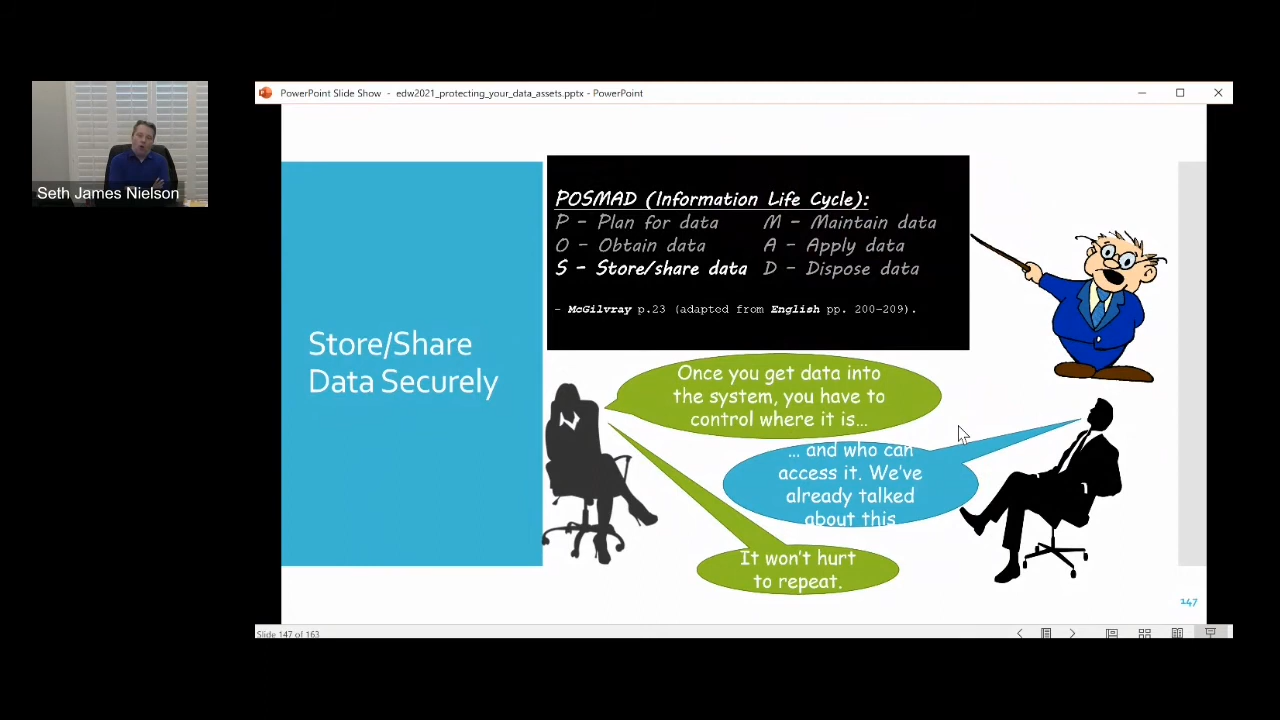 PowerPoint Slide Show - edw2021_protecting_your_data_assets.pptx - PowerPoint
Seth James Nielson
POSMAD (Information Life Cycle):
P - Plan for data M - Maintain data
O - Obtain data A - Apply data
S - Store/share data D - Dispose data
- McGilvray p.23 (adapted from English pp. 200-209).
Store/Share
Data Securely
Once you get data into
the system, you have to
control where it is…
… and who can
access it. We've
already talked
about this
It won't hurt
to repeat.
147
Slide 147 of 163